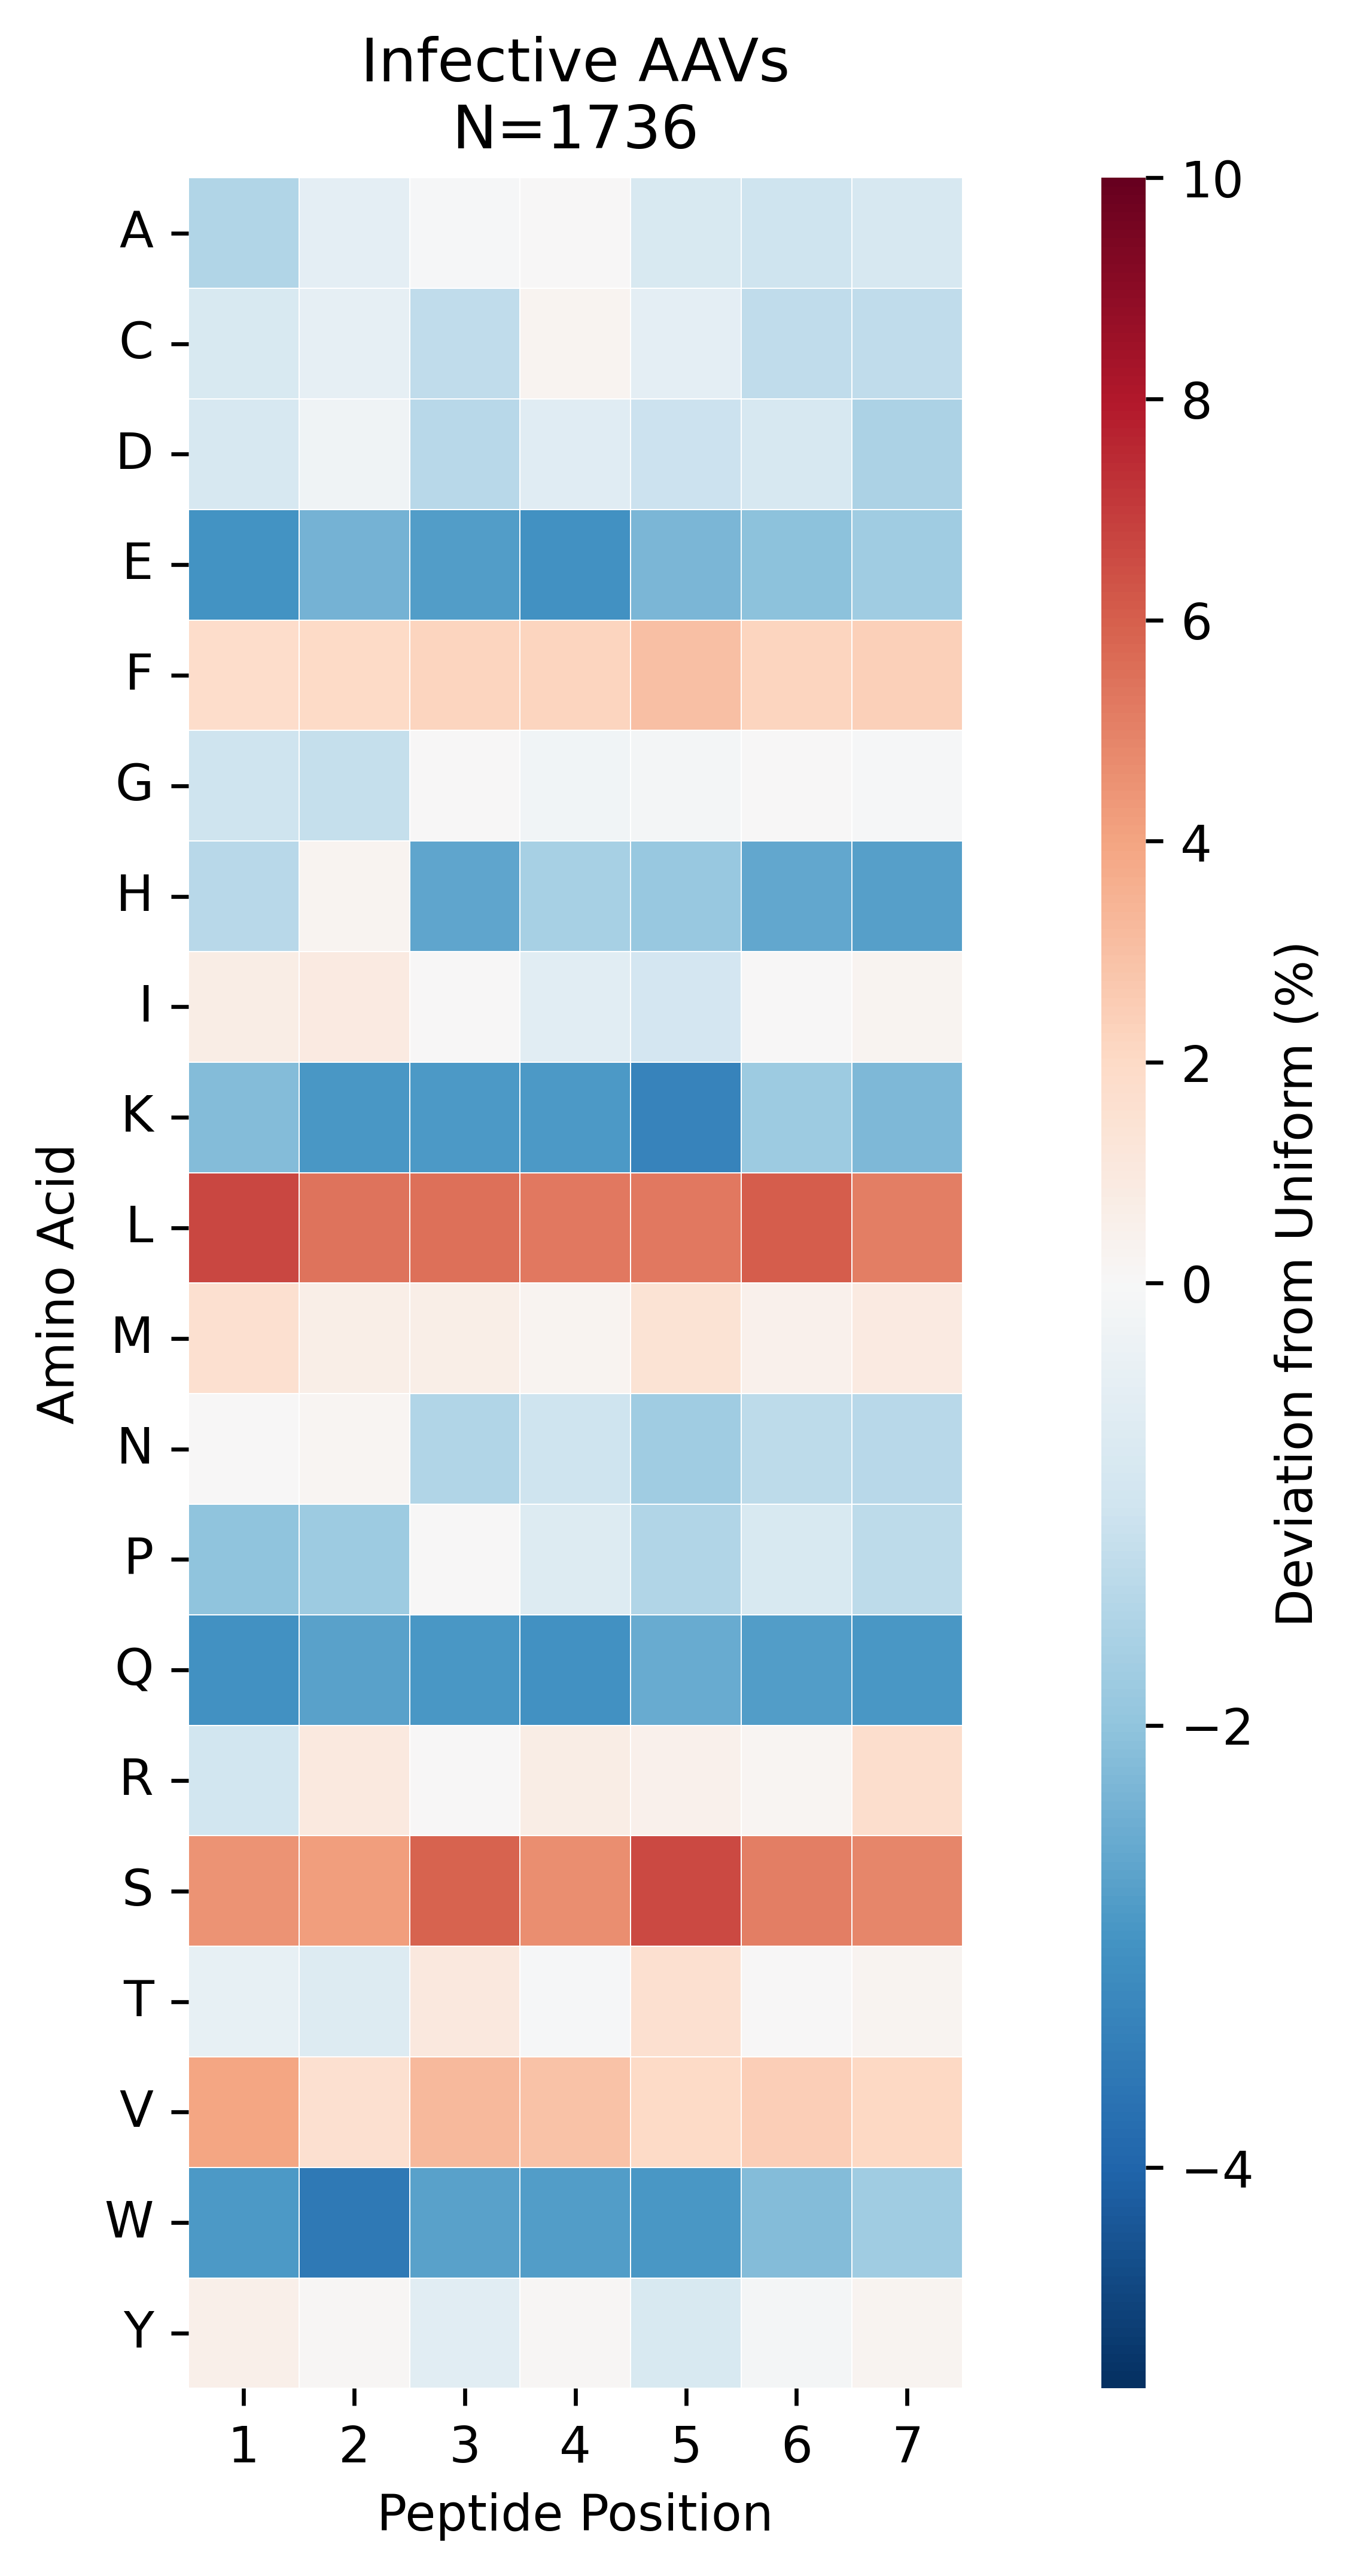 Infective AAVs
N=1736
Amino Acid
A
C
D
E
F
G
H
I
K
L
M
N
P
Q
R
S
T
V
W
Y
1 2 3 4 5 6 7
Peptide Position
10
8
6
4
2
0
−2
−4
Deviation from Uniform (%)